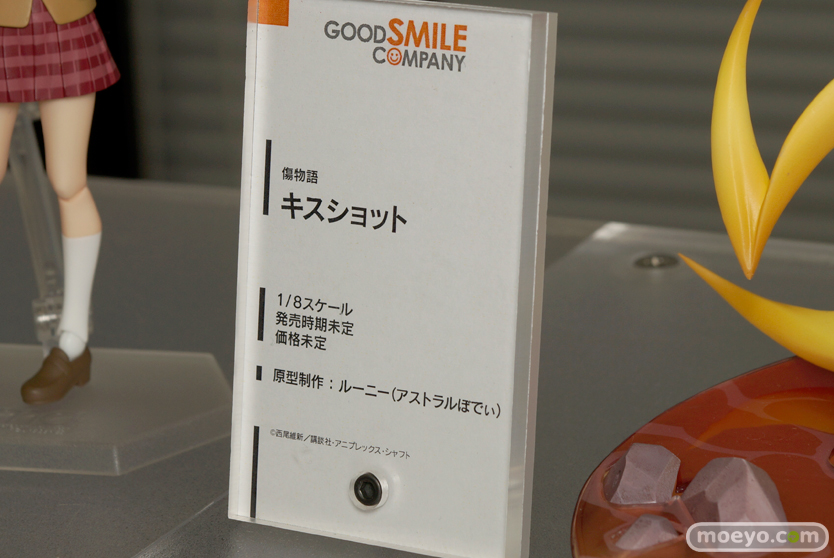 GOODSMILE
COMPANY
傷物語
キスショット
1/8スケール
発売時期未定
価格未定
原型制作：ルーニー(アストラルぼでぃ)
©西尾維新／講談社・アニプレックス・シャフト
moeyo.com